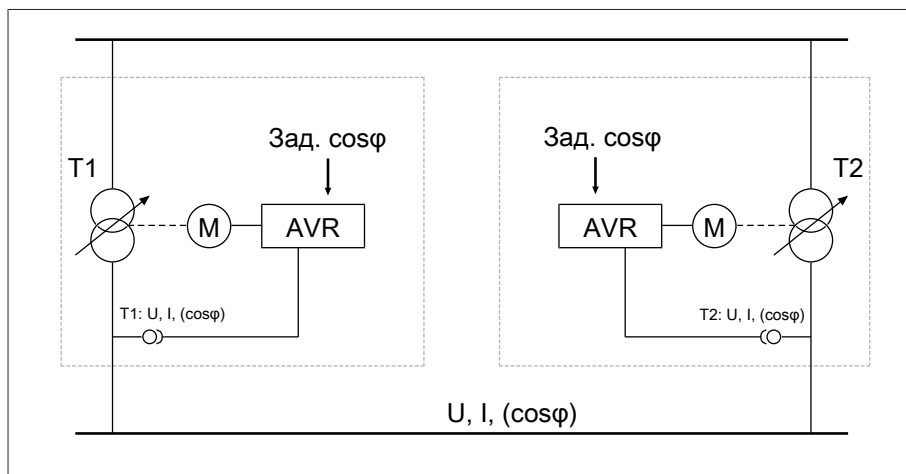 Зад. cosφ
Зад. cosφ
T1
T2
M
AVR
AVR
M
T1: U, I, (cosφ)
T2: U, I, (cosφ)
U, I, (cosφ)